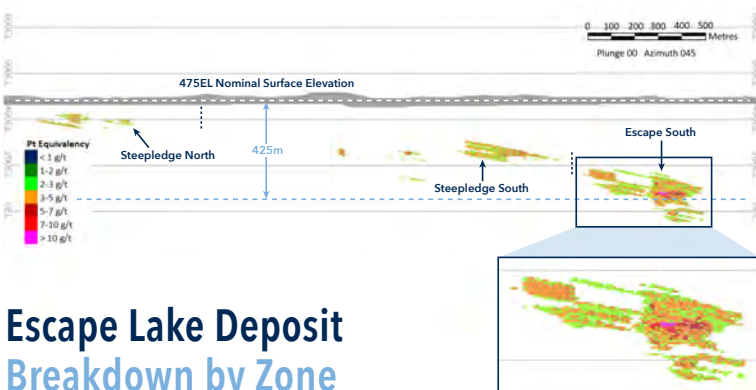 0 100 200 300 400 500
Metres
Plunge 00 Azimuth 045
475EL Nominal Surface Elevation
Steepledge North
425m
Steepledge South
Escape South
Pt Equivalency
< 1 g/t
1-2 g/t
2-3 g/t
3-5 g/t
5-7 g/t
7-10 g/t
> 10 g/t
Escape Lake Deposit
Breakdown by Zone